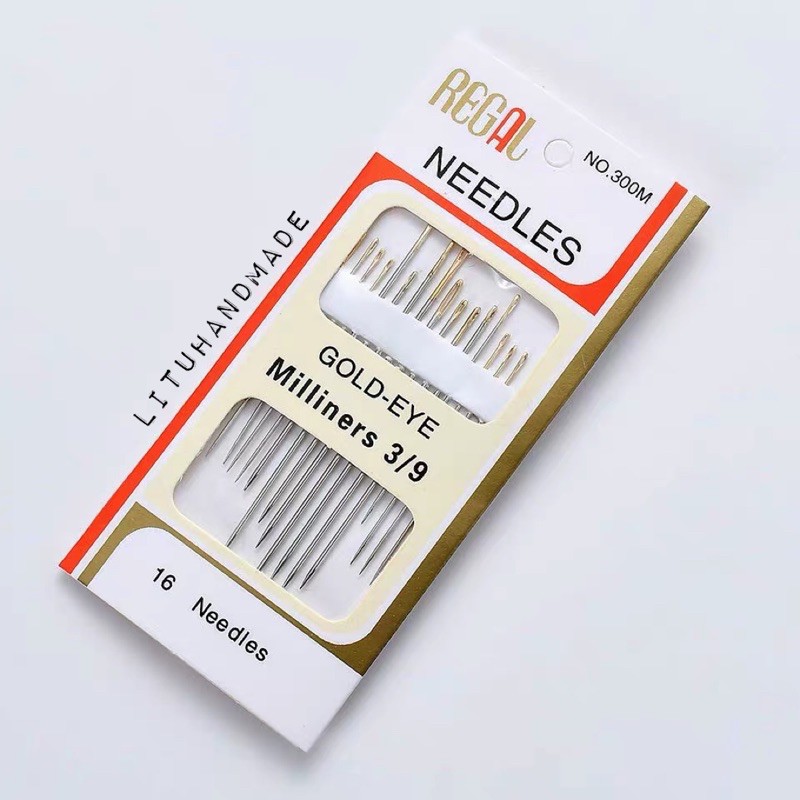 REGAL
NO.300M
NEEDLES
GOLD-EYE
Milliners 3/9
16 Needles
LITUHANDMADE